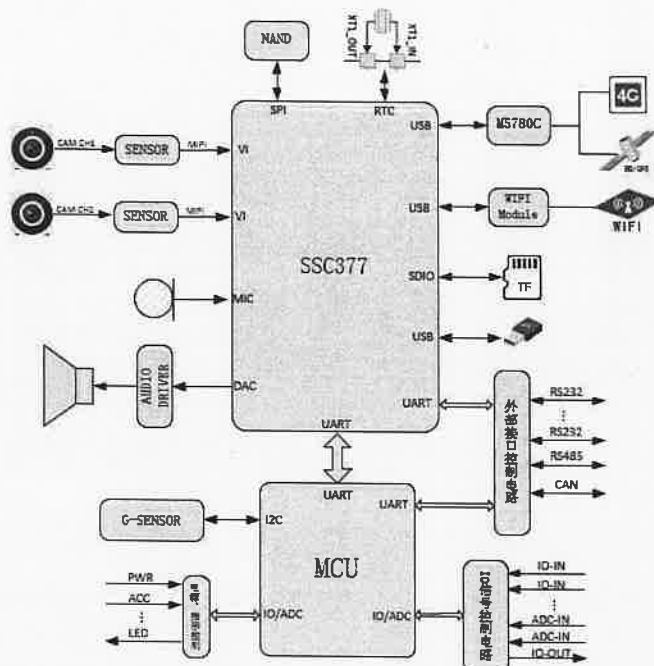 NAND
XTL_OUT
XTL_IN
SPI
RTC
USB
M5780C
4G
CAM CH1
SENSOR
MIPI
VI
USB
WIFI
Module
WIFI
CAM CH2
SENSOR
MIPI
VI
SSC377
SDIO
TF
MIC
USB
AUDIO
DRIVER
DAC
UART
外部接口控制电路
RS232
RS232
RS485
CAN
UART
UART
UART
G-SENSOR
I2C
MCU
PWR
ACC
LED
IO/ADC
IO/ADC
IO-IN
IO-IN
ADC-IN
ADC-IN
IO-OUT